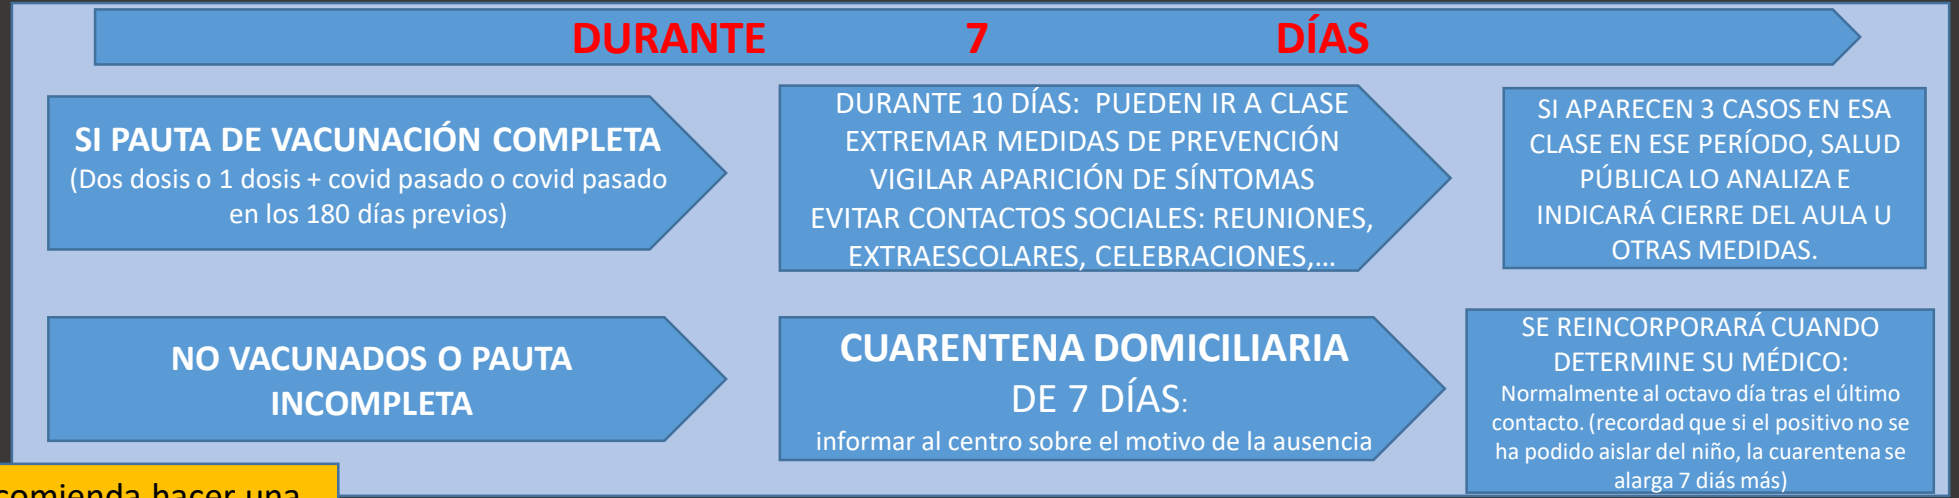 DURANTE 7 DÍAS
SI PAUTA DE VACUNACIÓN COMPLETA
(Dos dosis o 1 dosis + covid pasado o covid pasado
en los 180 días previos)
DURANTE 10 DÍAS: PUEDEN IR A CLASE
EXTREMAR MEDIDAS DE PREVENCIÓN
VIGILAR APARICIÓN DE SÍNTOMAS
EVITAR CONTACTOS SOCIALES: REUNIONES,
EXTRAESCOLARES, CELEBRACIONES,...
SI APARECEN 3 CASOS EN ESA
CLASE EN ESE PERÍODO, SALUD
PÚBLICA LO ANALIZA E
INDICARÁ CIERRE DEL AULA U
OTRAS MEDIDAS.
NO VACUNADOS O PAUTA
INCOMPLETA
CUARENTENA DOMICILIARIA
DE 7 DÍAS:
informar al centro sobre el motivo de la ausencia
SE REINCORPORARÁ CUANDO
DETERMINE SU MÉDICO:
Normalmente al octavo día tras el último
contacto. (recordad que si el positivo no se
ha podido aislar del niño, la cuarentena se
alarga 7 diás más)
comienda hacer una